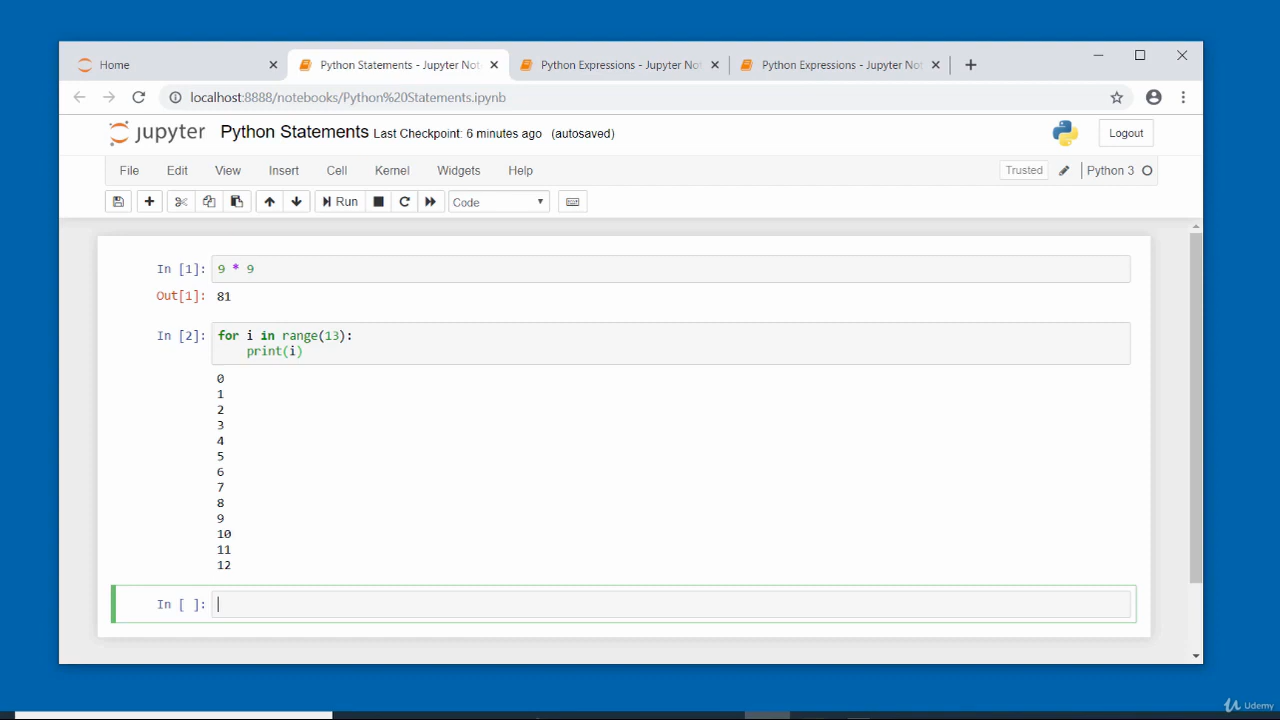 Home
Python Statements - Jupyter Not
Python Expressions - Jupyter Not
Python Expressions - Jupyter Not
localhost:8888/notebooks/Python%20Statements.ipynb
jupyter Python Statements Last Checkpoint: 6 minutes ago (autosaved)
Logout
File Edit View Insert Cell Kernel Widgets Help
Trusted Python 3
Run Code
In [1]: 9 * 9
Out[1]: 81
In [2]: for i in range(13):
print(i)
0
1
2
3
4
5
6
7
8
9
10
11
12
In [ ]:
Udemy